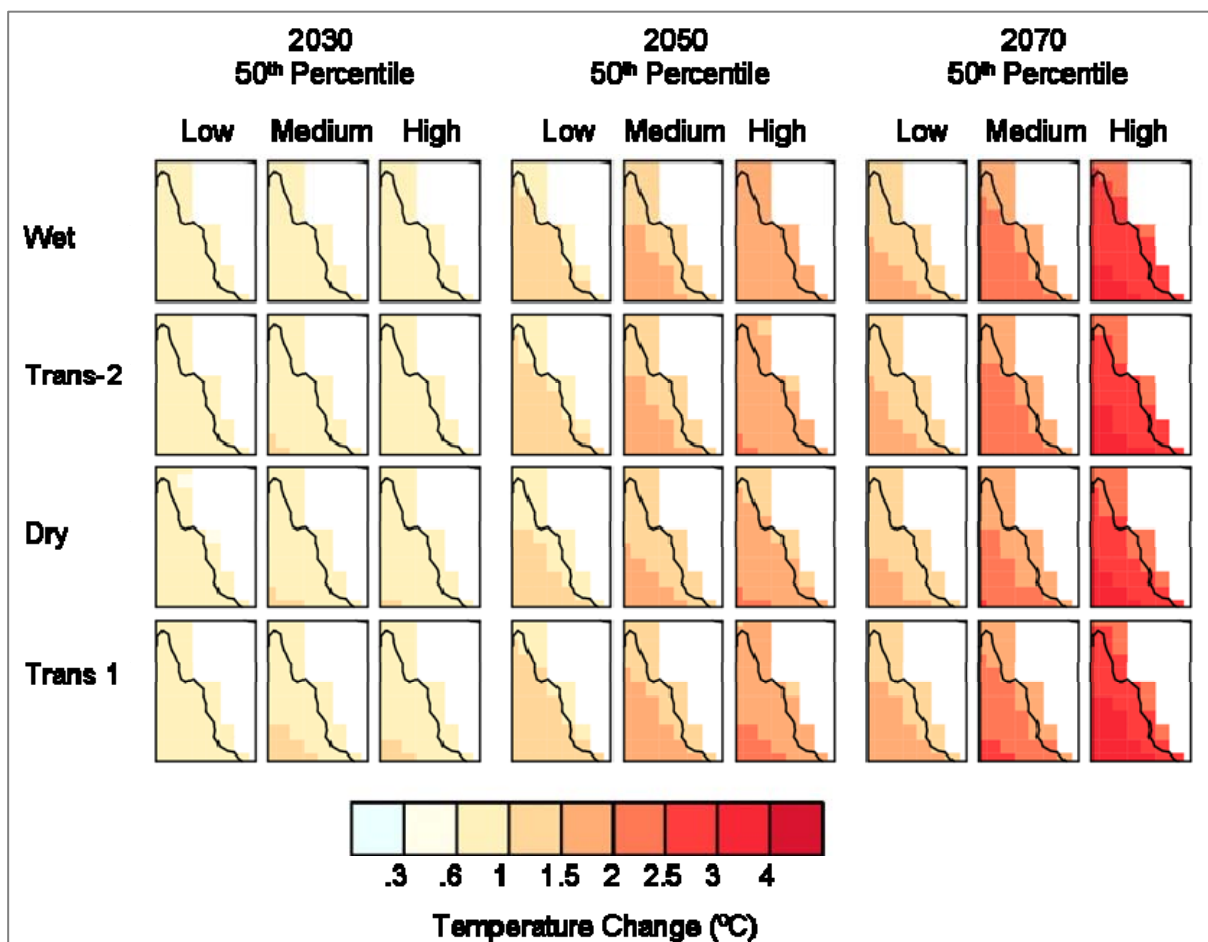 2030 2050 2070
50th Percentile 50th Percentile 50th Percentile
Low Medium High Low Medium High Low Medium High
Wet
Trans-2
Dry
Trans 1
.3 .6 1 1.5 2 2.5 3 4
Temperature Change (ºC)